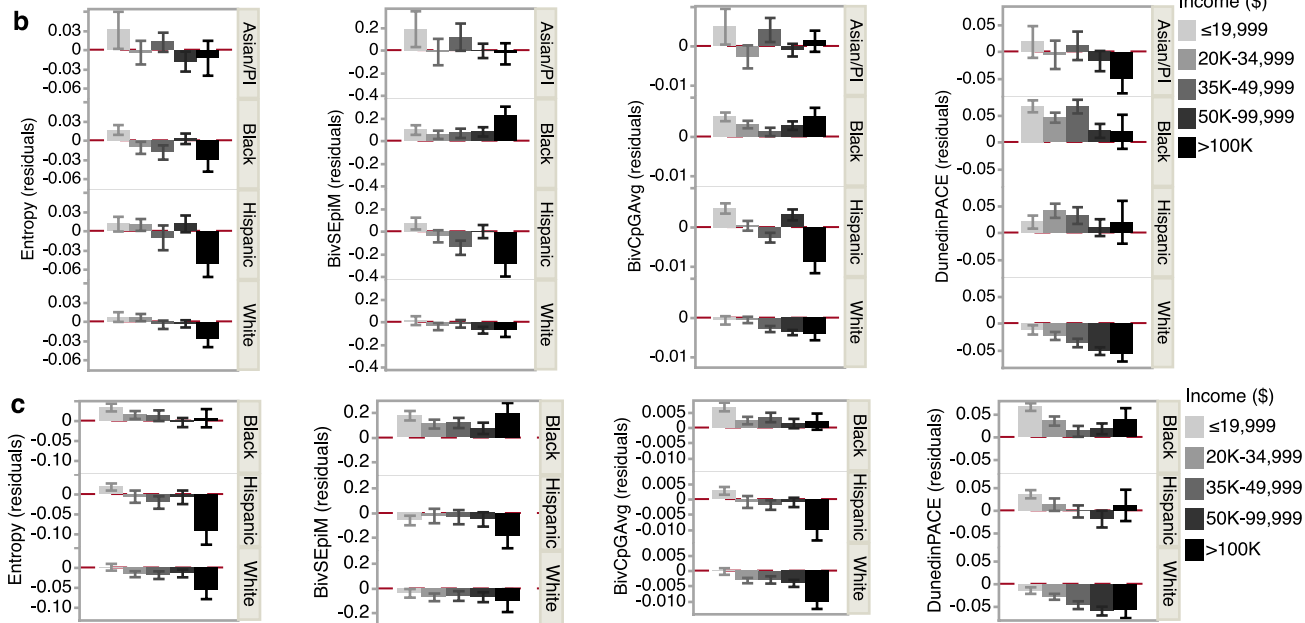 b
Entropy (residuals)
0.03
0
-0.03
-0.06
Asian/PI
0.03
0
-0.03
-0.06
Black
0.03
0
-0.03
-0.06
Hispanic
0.03
0
-0.03
-0.06
White
BivSEpiM (residuals)
0.2
0
-0.2
-0.4
Asian/PI
0.2
0
-0.2
-0.4
Black
0.2
0
-0.2
-0.4
Hispanic
0.2
0
-0.2
-0.4
White
BivCpGAvg (residuals)
0
-0.01
Asian/PI
0
-0.01
Black
0
-0.01
Hispanic
0
-0.01
White
DunedinPACE (residuals)
0.05
0
0.05
Asian/PI
0.05
0
0.05
Black
0.05
0
0.05
Hispanic
0.05
0
-0.05
White
Income ($)
≤19,999
20K-34,999
35K-49,999
50K-99,999
>100K
c
Entropy (residuals)
0
-0.05
-0.10
Black
0
-0.05
-0.10
Hispanic
0
-0.05
-0.10
White
BivSEpiM (residuals)
0.2
0
-0.2
Black
0.2
0
-0.2
Hispanic
0.2
0
-0.2
White
BivCpGAvg (residuals)
0.005
0
-0.005
-0.010
Black
0.005
0
-0.005
-0.010
Hispanic
0.005
0
-0.005
-0.010
White
DunedinPACE (residuals)
0.05
0
0.05
Black
0.05
0
0.05
Hispanic
0.05
0
-0.05
White
Income ($)
≤19,999
20K-34,999
35K-49,999
50K-99,999
>100K